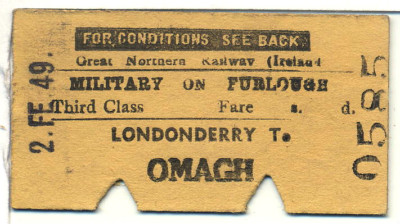 FOR CONDITIONS SEE BACK
Great Northern Railway (Ireland
MILITARY ON FURLOUGH
Third Class Fare s. d.
LONDONDERRY To
OMAGH
2. FE 49.
0585